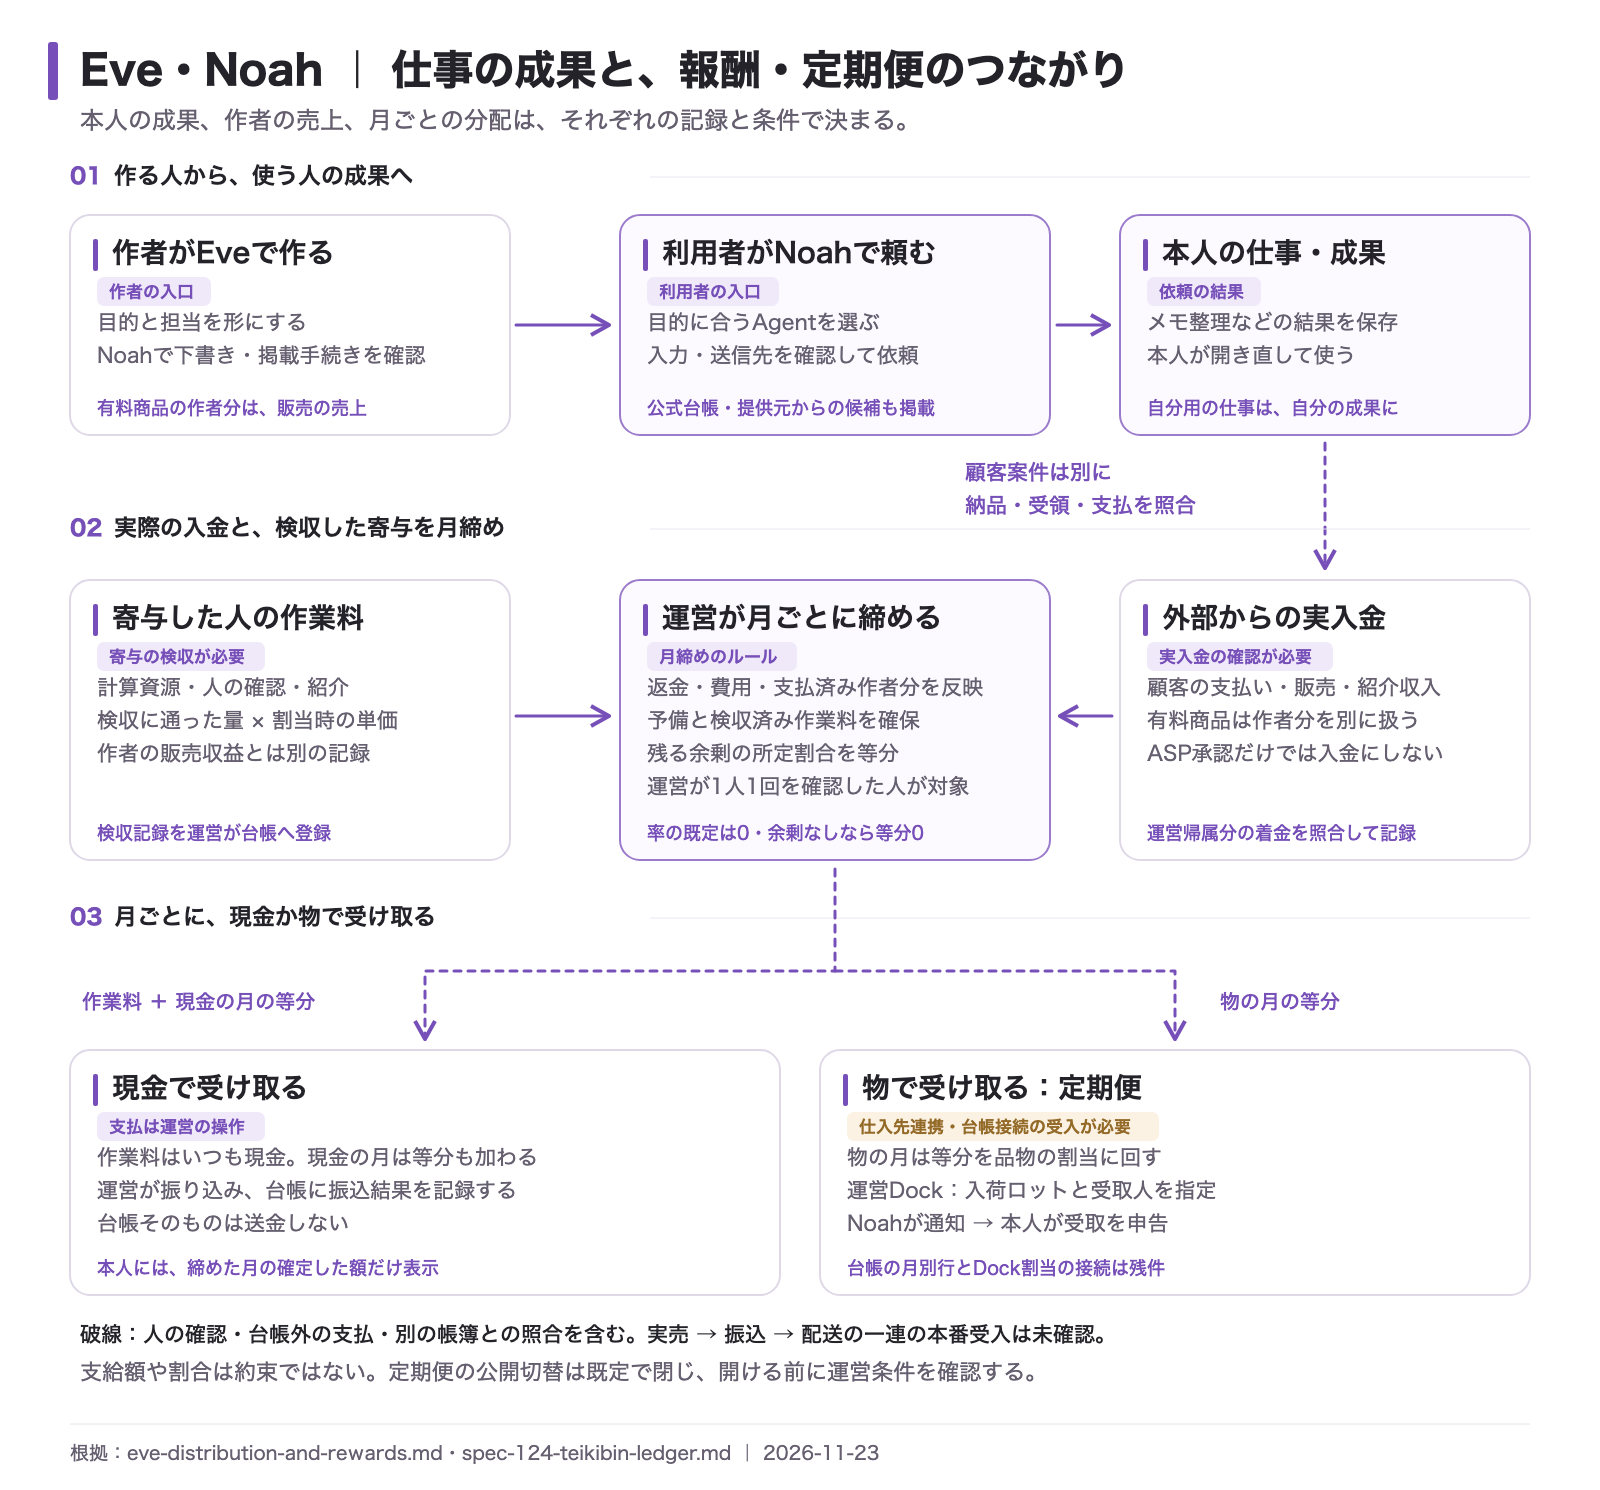 Eve・Noah ｜ 仕事の成果と、報酬・定期便のつながり
本人の成果、作者の売上、月ごとの分配は、それぞれの記録と条件で決まる。
01 作る人から、使う人の成果へ
作者がEveで作る
作者の入口
目的と担当を形にする
Noahで下書き・掲載手続きを確認
有料商品の作者分は、販売の売上
利用者がNoahで頼む
利用者の入口
目的に合うAgentを選ぶ
入力・送信先を確認して依頼
公式台帳・提供元からの候補も掲載
本人の仕事・成果
依頼の結果
メモ整理などの結果を保存
本人が開き直して使う
自分用の仕事は、自分の成果に
顧客案件は別に
納品・受領・支払を照合
02 実際の入金と、検収した寄与を月締め
寄与した人の作業料
寄与の検収が必要
計算資源・人の確認・紹介
検収に通った量 × 割当時の単価
作者の販売収益とは別の記録
検収記録を運営が台帳へ登録
運営が月ごとに締める
月締めのルール
返金・費用・支払済み作者分を反映
予備と検収済み作業料を確保
残る余剰の所定割合を等分
運営が1人1回を確認した人が対象
率の既定は0・余剰なしなら等分0
外部からの実入金
実入金の確認が必要
顧客の支払い・販売・紹介収入
有料商品は作者分を別に扱う
ASP承認だけでは入金にしない
運営帰属分の着金を照合して記録
03 月ごとに、現金か物で受け取る
作業料 ＋ 現金の月の等分
物の月の等分
現金で受け取る
支払は運営の操作
作業料はいつも現金。現金の月は等分も加わる
運営が振り込み、台帳に振込結果を記録する
台帳そのものは送金しない
本人には、締めた月の確定した額だけ表示
物で受け取る：定期便
仕入先連携・台帳接続の受入が必要
物の月は等分を品物の割当に回す
運営Dock：入荷ロットと受取人を指定
Noahが通知 → 本人が受取を申告
台帳の月別行とDock割当の接続は残件
破線：人の確認・台帳外の支払・別の帳簿との照合を含む。実売 → 振込 → 配送の一連の本番受入は未確認。
支給額や割合は約束ではない。定期便の公開切替は既定で閉じ、開ける前に運営条件を確認する。
根拠：eve-distribution-and-rewards.md・spec-124-teikibin-ledger.md ｜ 2026-11-23